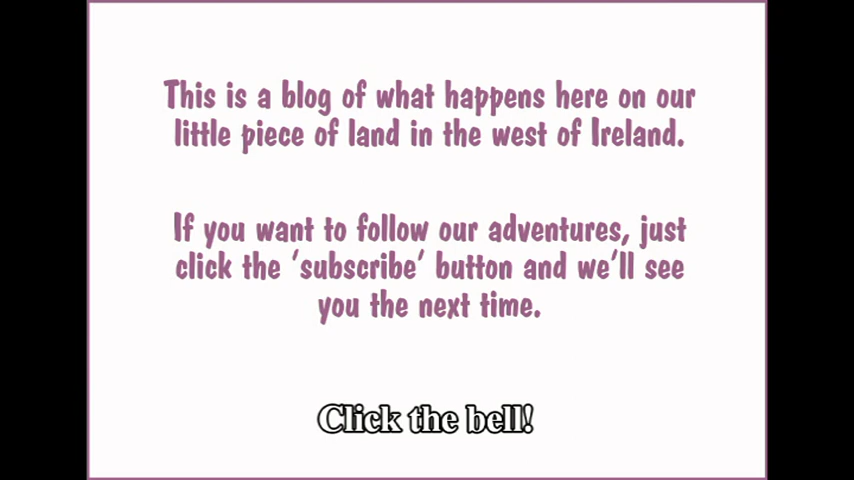 This is a blog of what happens here on our
little piece of land in the west of Ireland.
If you want to follow our adventures, just
click the ‘subscribe’ button and we’ll see
you the next time.
Click the bell!